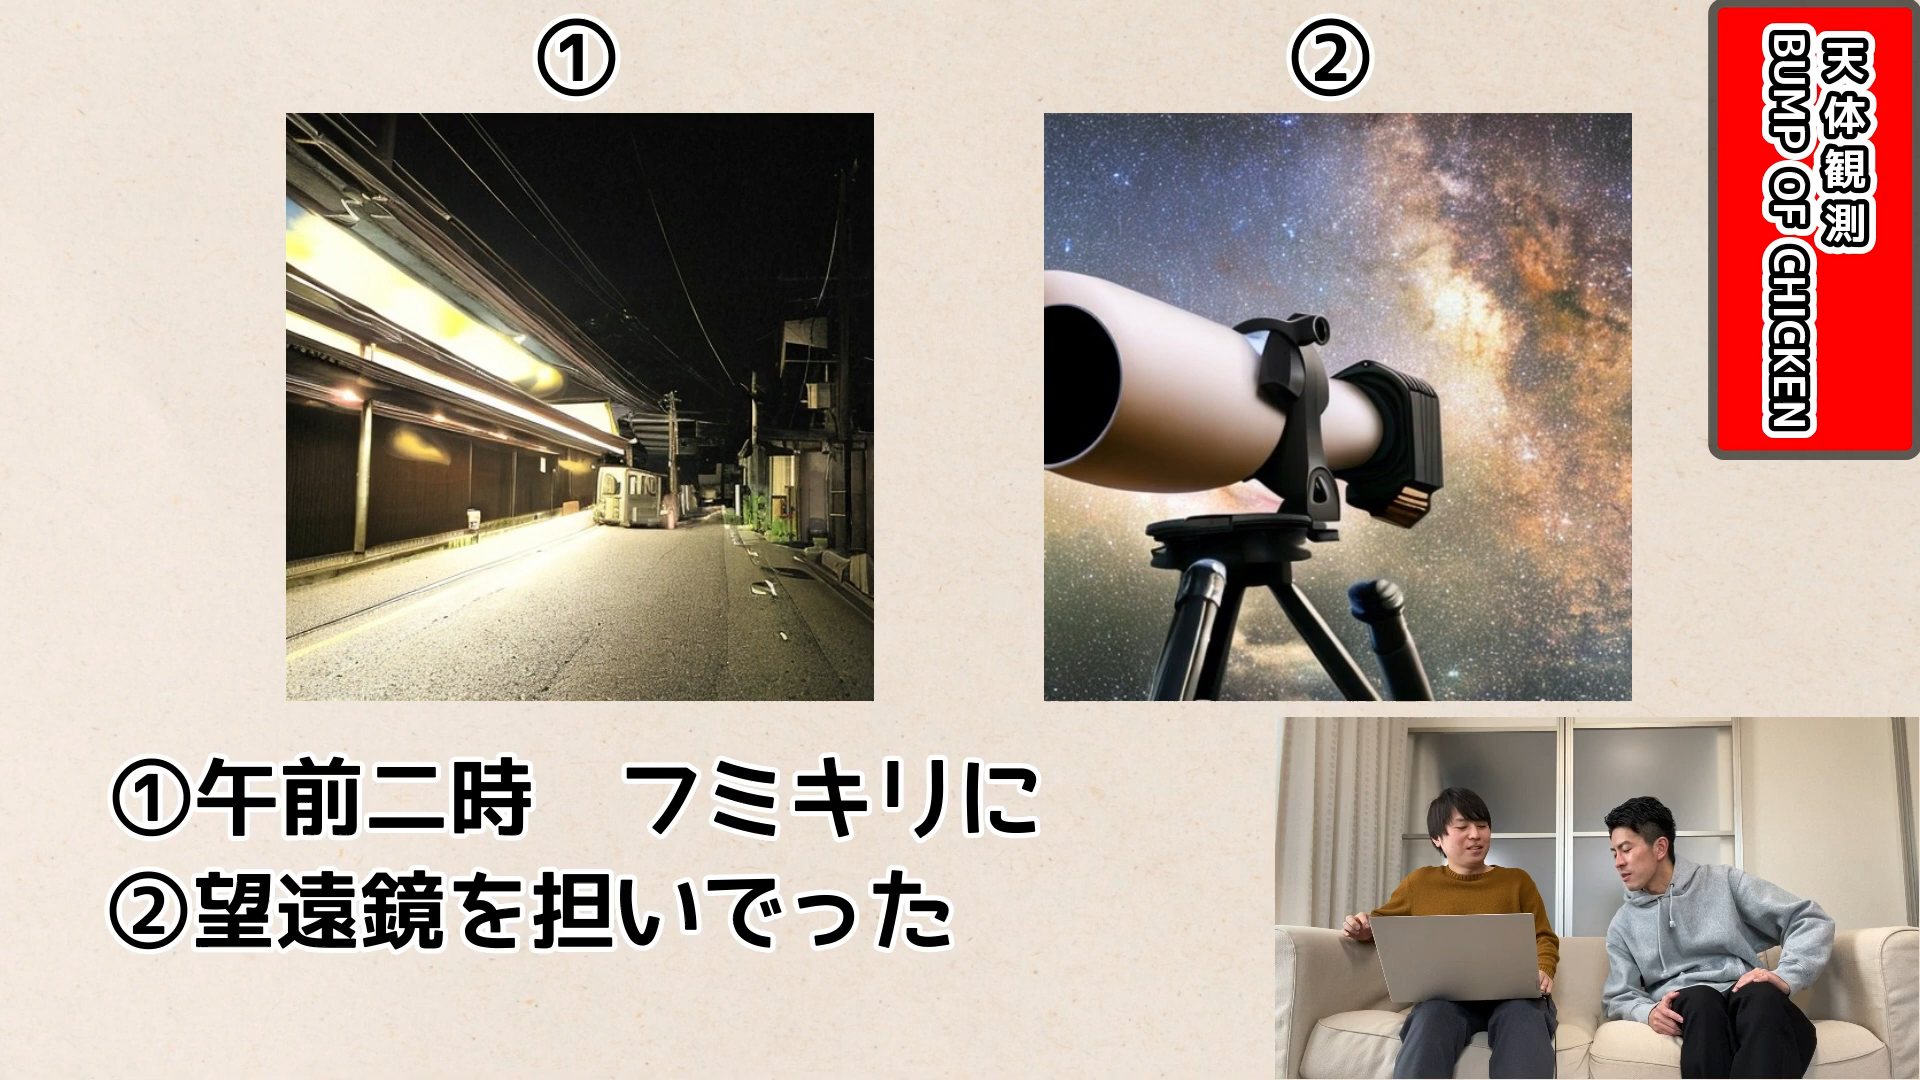 ①
②
天体観測
BUMP OF CHICKEN
①午前二時　フミキリに
②望遠鏡を担いでった